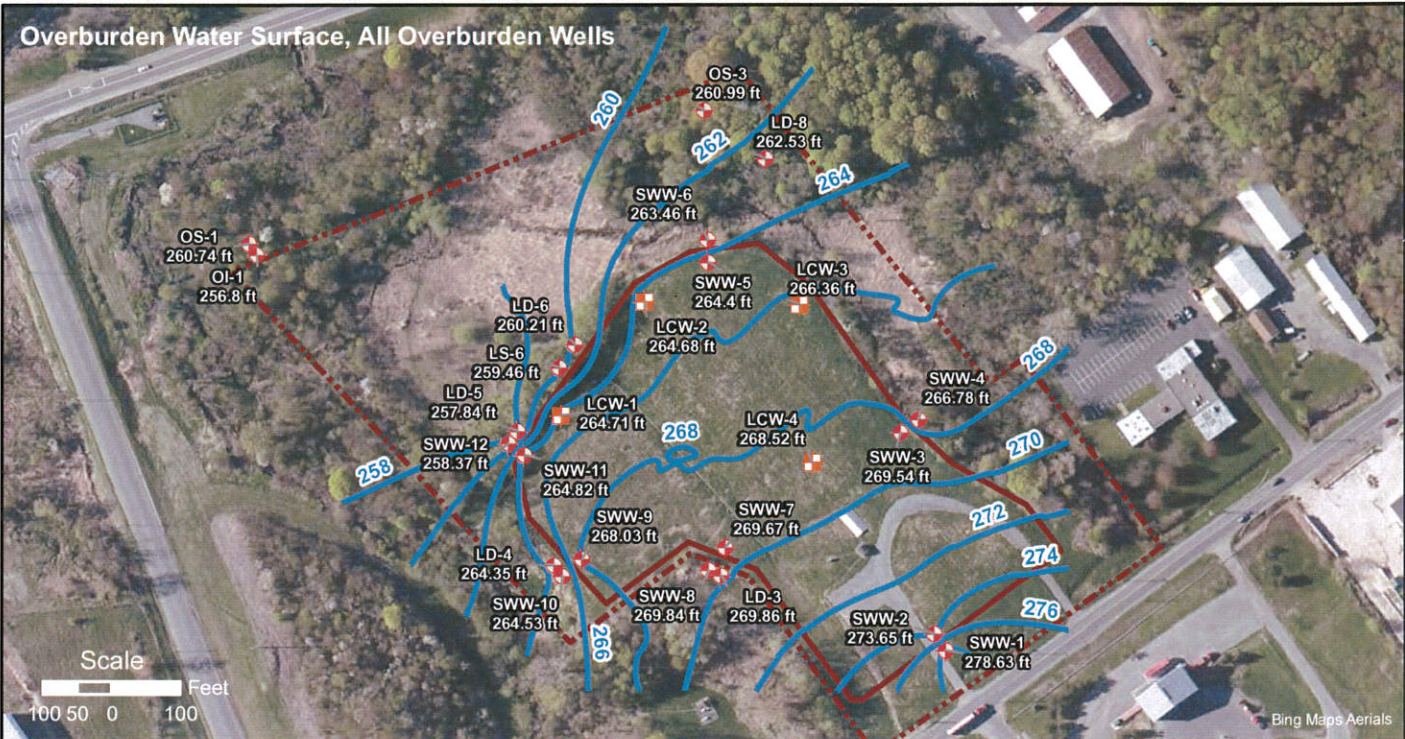 Overburden Water Surface, All Overburden Wells
OS-3
260.99 ft
260
LD-8
262.53 ft
262
264
SWW-6
263.46 ft
OS-1
260.74 ft
OI-1
256.8 ft
SWW-5
264.4 ft
LCW-3
266.36 ft
LD-6
260.21 ft
LCW-2
264.68 ft
LS-6
259.46 ft
268
SWW-4
266.78 ft
LD-5
257.84 ft
LCW-1
264.71 ft
LCW-4
268.52 ft
268
SWW-12
258.37 ft
258
SWW-11
264.82 ft
SWW-3
269.54 ft
270
SWW-9
268.03 ft
SWW-7
269.67 ft
272
LD-4
264.35 ft
274
SWW-10
264.53 ft
SWW-8
269.84 ft
LD-3
269.86 ft
276
SWW-2
273.65 ft
266
SWW-1
278.63 ft
Scale
Feet
100 50 0 100
Bing Maps Aerials